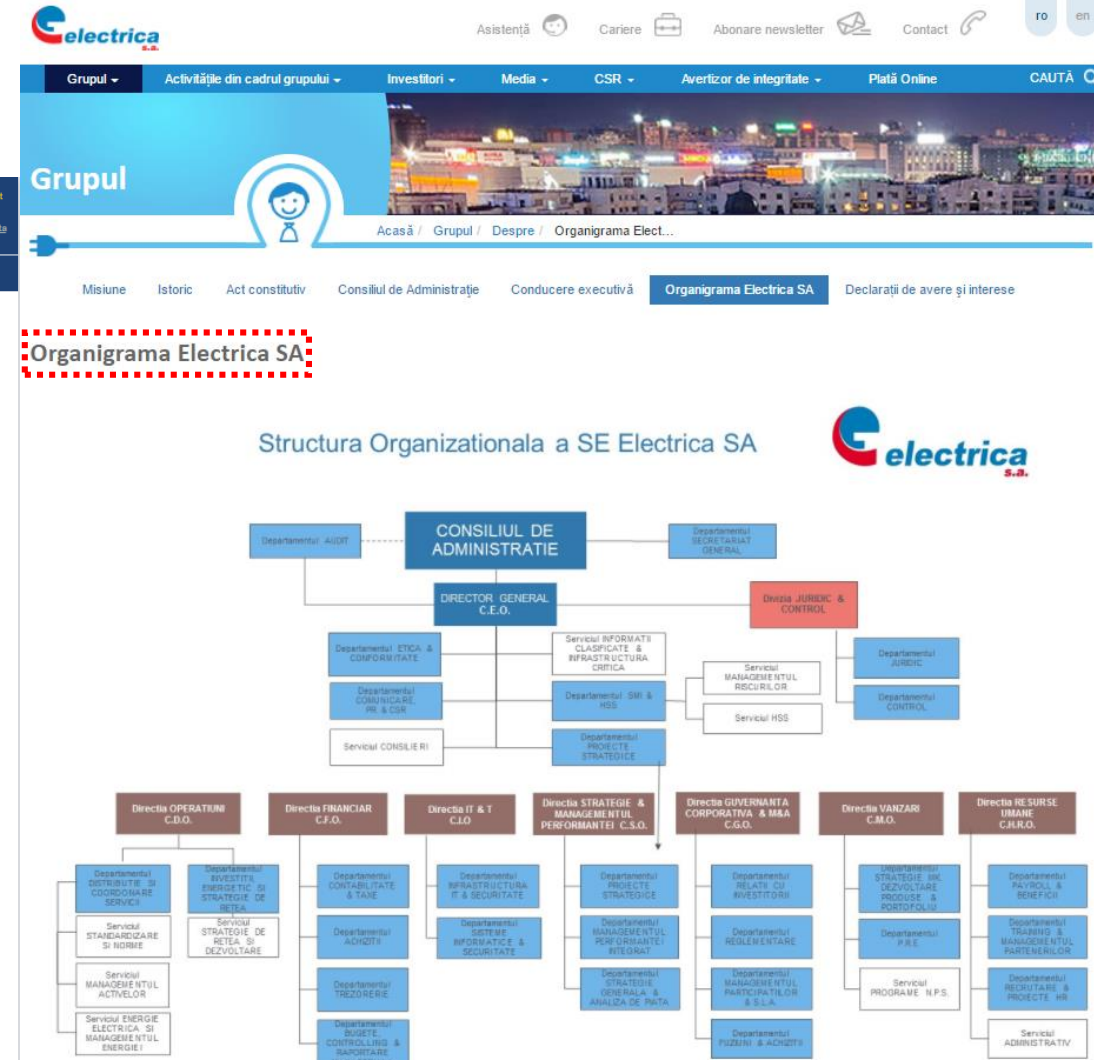 electrica
s.a.
Asistență
Cariere
Abonare newsletter
Contact
ro
en
Grupul
Activitățile din cadrul grupului
Investitori
Media
CSR
Avertizor de integritate
Plată Online
CAUTĂ
Grupul
Acasă / Grupul / Despre / Organigrama Elect...
Misiune
Istoric
Act constitutiv
Consiliul de Administrație
Conducere executivă
Organigrama Electrica SA
Declarații de avere și interese
Organigrama Electrica SA
Structura Organizationala a SE Electrica SA
electrica
s.a.
Departamentul AUDIT
CONSILIUL DE
ADMINISTRATIE
Departamentul
SECRETARIAT
GENERAL
DIRECTOR GENERAL
C.E.O.
Divizia JURIDIC &
CONTROL
Departamentul ETICA &
CONFORMITATE
Serviciul INFORMATII
CLASIFICATE &
INFRASTRUCTURA
CRITICA
Departamentul
JURIDIC
Serviciul
MANAGEMENTUL
RISCURILOR
Departamentul
COMUNICARE,
PR & CSR
Departamentul SMI &
HSS
Departamentul
CONTROL
Serviciul HSS
Serviciul CONSILIERI
Departamentul
PROIECTE
STRATEGICE
Directia OPERATIUNI
C.D.O.
Directia FINANCIAR
C.F.O.
Directia IT & T
C.I.O
Directia STRATEGIE &
MANAGEMENTUL
PERFORMANTEI C.S.O.
Directia GUVERNANTA
CORPORATIVA & M&A
C.G.O.
Directia VANZARI
C.M.O.
Directia RESURSE
UMANE
C.H.R.O.
Departamentul
DISTRIBUTIE SI
COORDONARE
SERVICII
Departamentul
INVESTITII,
ENERGETIC SI
STRATEGIE DE
RETEA
Departamentul
CONTABILITATE
& TAXE
Departamentul
INFRASTRUCTURA
IT & SECURITATE
Departamentul
PROIECTE
STRATEGICE
Departamentul
RELATII CU
INVESTITORII
Departamentul
STRATEGIE MK,
DEZVOLTARE
PRODUSE &
PORTOFOLIU
Departamentul
PAYROLL &
BENEFICII
Serviciul
STANDARDIZARE
SI NORME
Serviciul
STRATEGIE DE
RETEA SI
DEZVOLTARE
Departamentul
ACHIZITII
Departamentul
SISTEME
INFORMATICE &
SECURITATE
Departamentul
MANAGEMENTUL
PERFORMANTEI
INTEGRAT
Departamentul
REGLEMENTARE
Departamentul
P.R.E.
Departamentul
TRAINING &
MANAGEMENTUL
PARTENERILOR
Serviciul
MANAGEMENTUL
ACTIVELOR
Departamentul
TREZORERIE
Departamentul
STRATEGIE
GENERALA &
ANALIZA DE PIATA
Departamentul
MANAGEMENTUL
PARTICIPATIILOR
& S.L.A.
Serviciul
PROGRAME N.P.S.
Departamentul
RECRUTARE &
PROIECTE HR
Serviciul ENERGIE
ELECTRICA SI
MANAGEMENTUL
ENERGIEI
Departamentul
BUGETE,
CONTROLLING &
RAPORTARE
Departamentul
FUZIUNI & ACHIZITII
Serviciul
ADMINISTRATIV